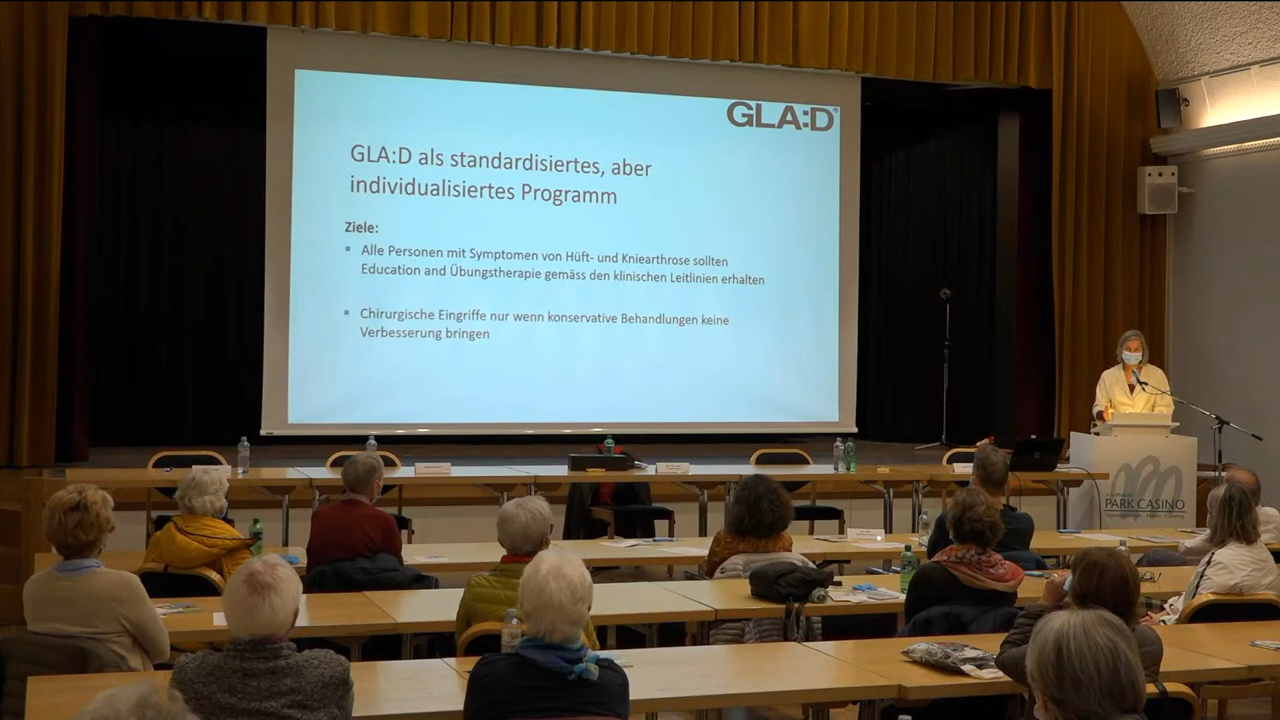 GLA:D®
GLA:D als standardisiertes, aber
individualisiertes Programm
Ziele:
Alle Personen mit Symptomen von Hüft- und Kniearthrose sollten
Education and Übungstherapie gemäss den klinischen Leitlinien erhalten
Chirurgische Eingriffe nur wenn konservative Behandlungen keine
Verbesserung bringen
PARK CASINO